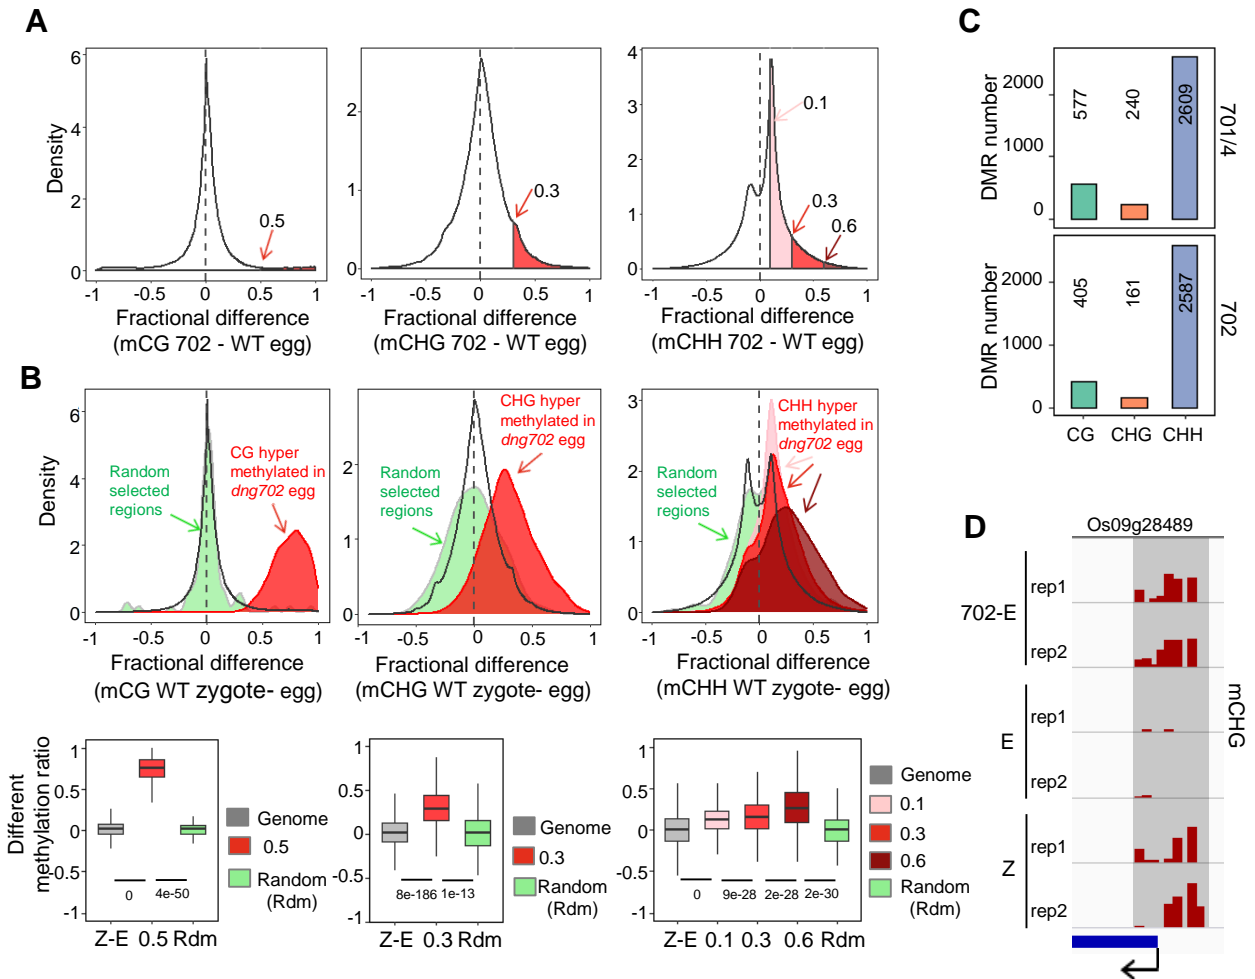 A
6
4
2
0
Density
0.5
-1
-0.5
0
0.5
1
Fractional difference
(mCG 702 - WT egg)
2
1
0
0.3
-1
-0.5
0
0.5
1
Fractional difference
(mCHG 702 - WT egg)
4
3
2
1
0
0.1
0.3
0.6
-1
-0.5
0
0.5
1
Fractional difference
(mCHH 702 - WT egg)
B
6
4
2
0
Density
Random
selected
regions
CG hyper
methylated in
dng702 egg
-1
-0.5
0
0.5
1
Fractional difference
(mCG WT zygote- egg)
2
1
0
Random
selected
regions
CHG hyper
methylated in
dng702 egg
-1
-0.5
0
0.5
1
Fractional difference
(mCHG WT zygote- egg)
3
2
1
0
Random
selected
regions
CHH hyper
methylated in
dng702 egg
-1
-0.5
0
0.5
1
Fractional difference
(mCHH WT zygote- egg)
Different
methylation ratio
1
0.5
0
-0.5
-1
0
4e-50
Z-E 0.5 Rdm
Genome
0.5
Random
(Rdm)
1
0.5
0
-0.5
-1
8e-186
1e-13
Z-E 0.3 Rdm
Genome
0.3
Random
(Rdm)
1
0.5
0
-0.5
-1
0
9e-28
2e-28
2e-30
Z-E 0.1 0.3 0.6 Rdm
Genome
0.1
0.3
0.6
Random
(Rdm)
C
DMR number
2000
1000
0
577
240
2609
701/4
DMR number
2000
1000
0
405
161
2587
702
CG
CHG
CHH
D
Os09g28489
702-E
rep1
rep2
E
rep1
rep2
Z
rep1
rep2
mCHG